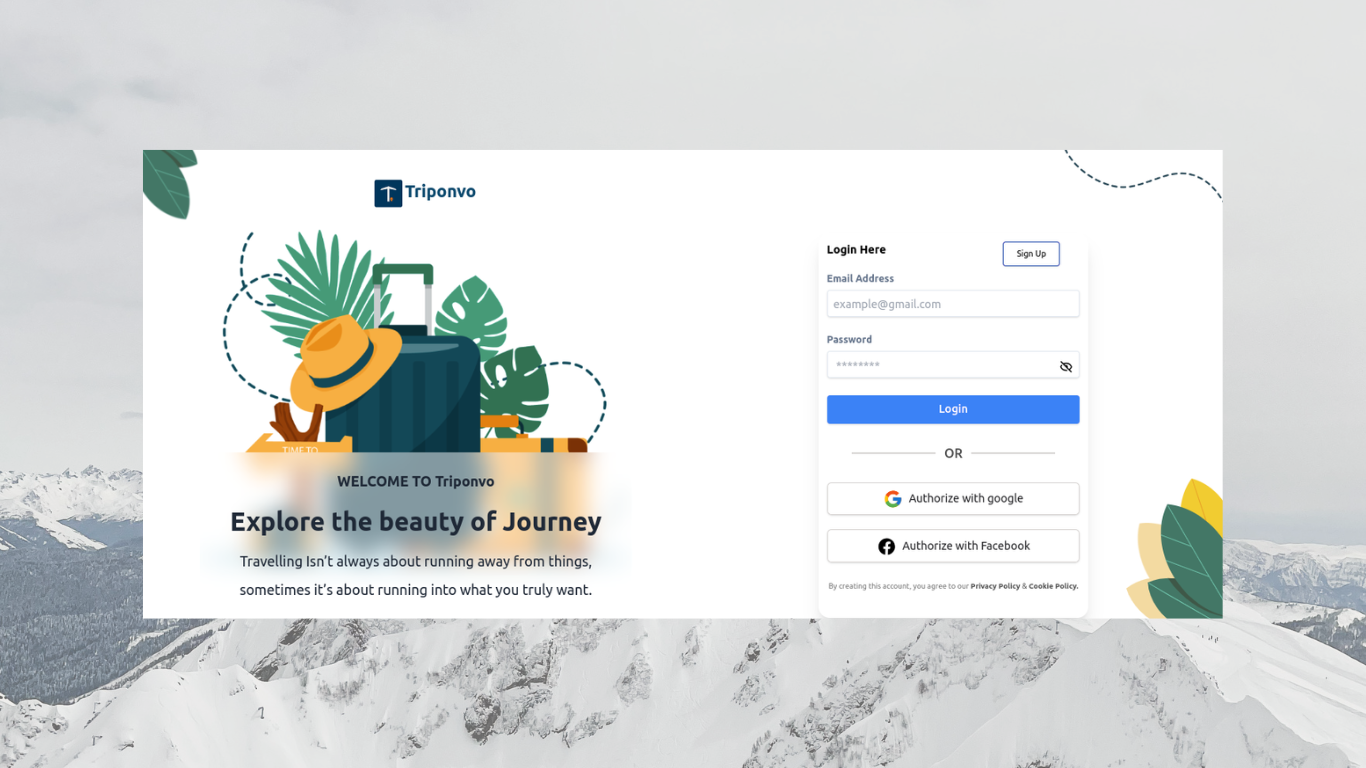 Triponvo
TIME TO
WELCOME TO Triponvo
Explore the beauty of Journey
Travelling Isn't always about running away from things,
sometimes it's about running into what you truly want.
Login Here
Sign Up
Email Address
example@gmail.com
Password
********
Login
OR
Authorize with google
Authorize with Facebook
By creating this account, you agree to our Privacy Policy & Cookie Policy.